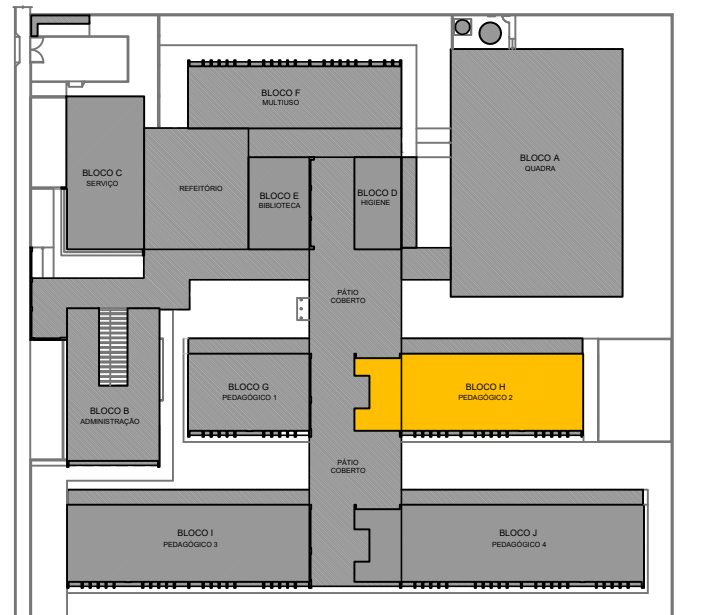 BLOCO F
MULTIUSO
BLOCO A
QUADRA
BLOCO C
SERVIÇO
REFEITÓRIO
BLOCO E
BIBLIOTECA
BLOCO D
HIGIENE
PÁTIO
COBERTO
BLOCO G
PEDAGÓGICO 1
BLOCO H
PEDAGÓGICO 2
BLOCO B
ADMINISTRAÇÃO
PÁTIO
COBERTO
BLOCO I
PEDAGÓGICO 3
BLOCO J
PEDAGÓGICO 4